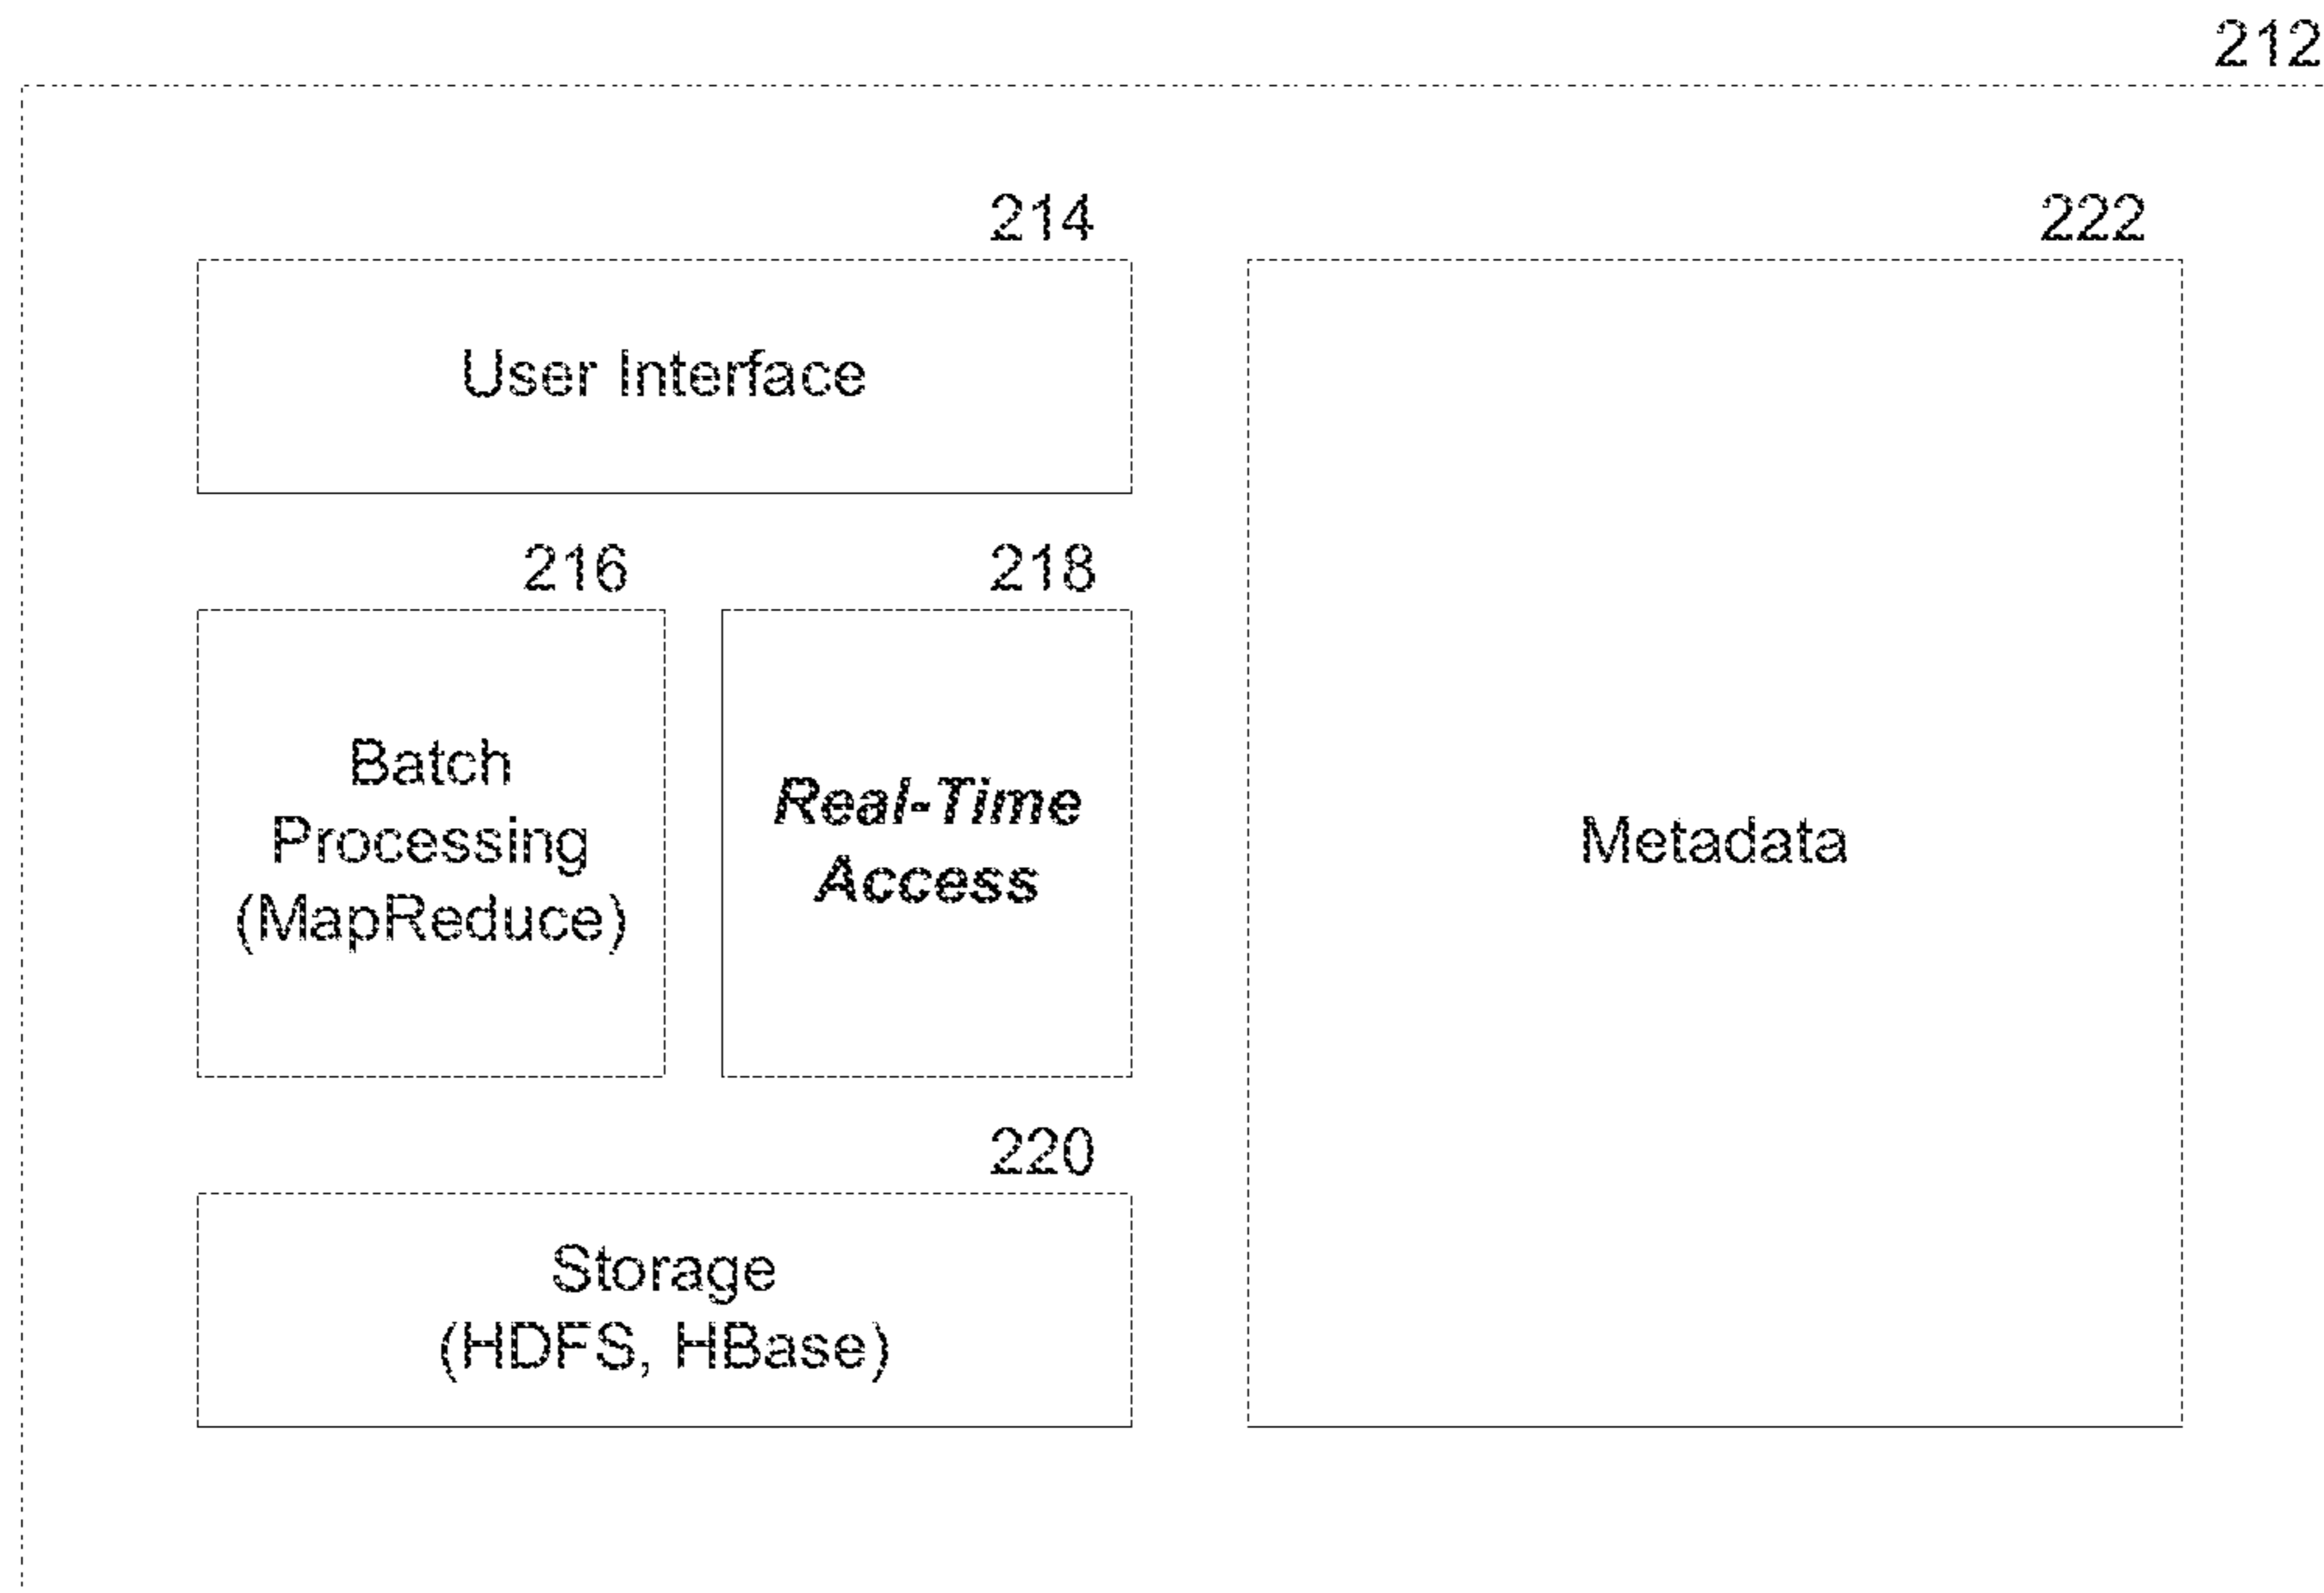 212
214
222
User Interface
216
218
Batch
Processing
(MapReduce)
Real-Time
Access
Metadata
220
Storage
(HDFS, HBase)